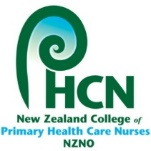 PHCN
New Zealand College of
Primary Health Care Nurses
NZNO